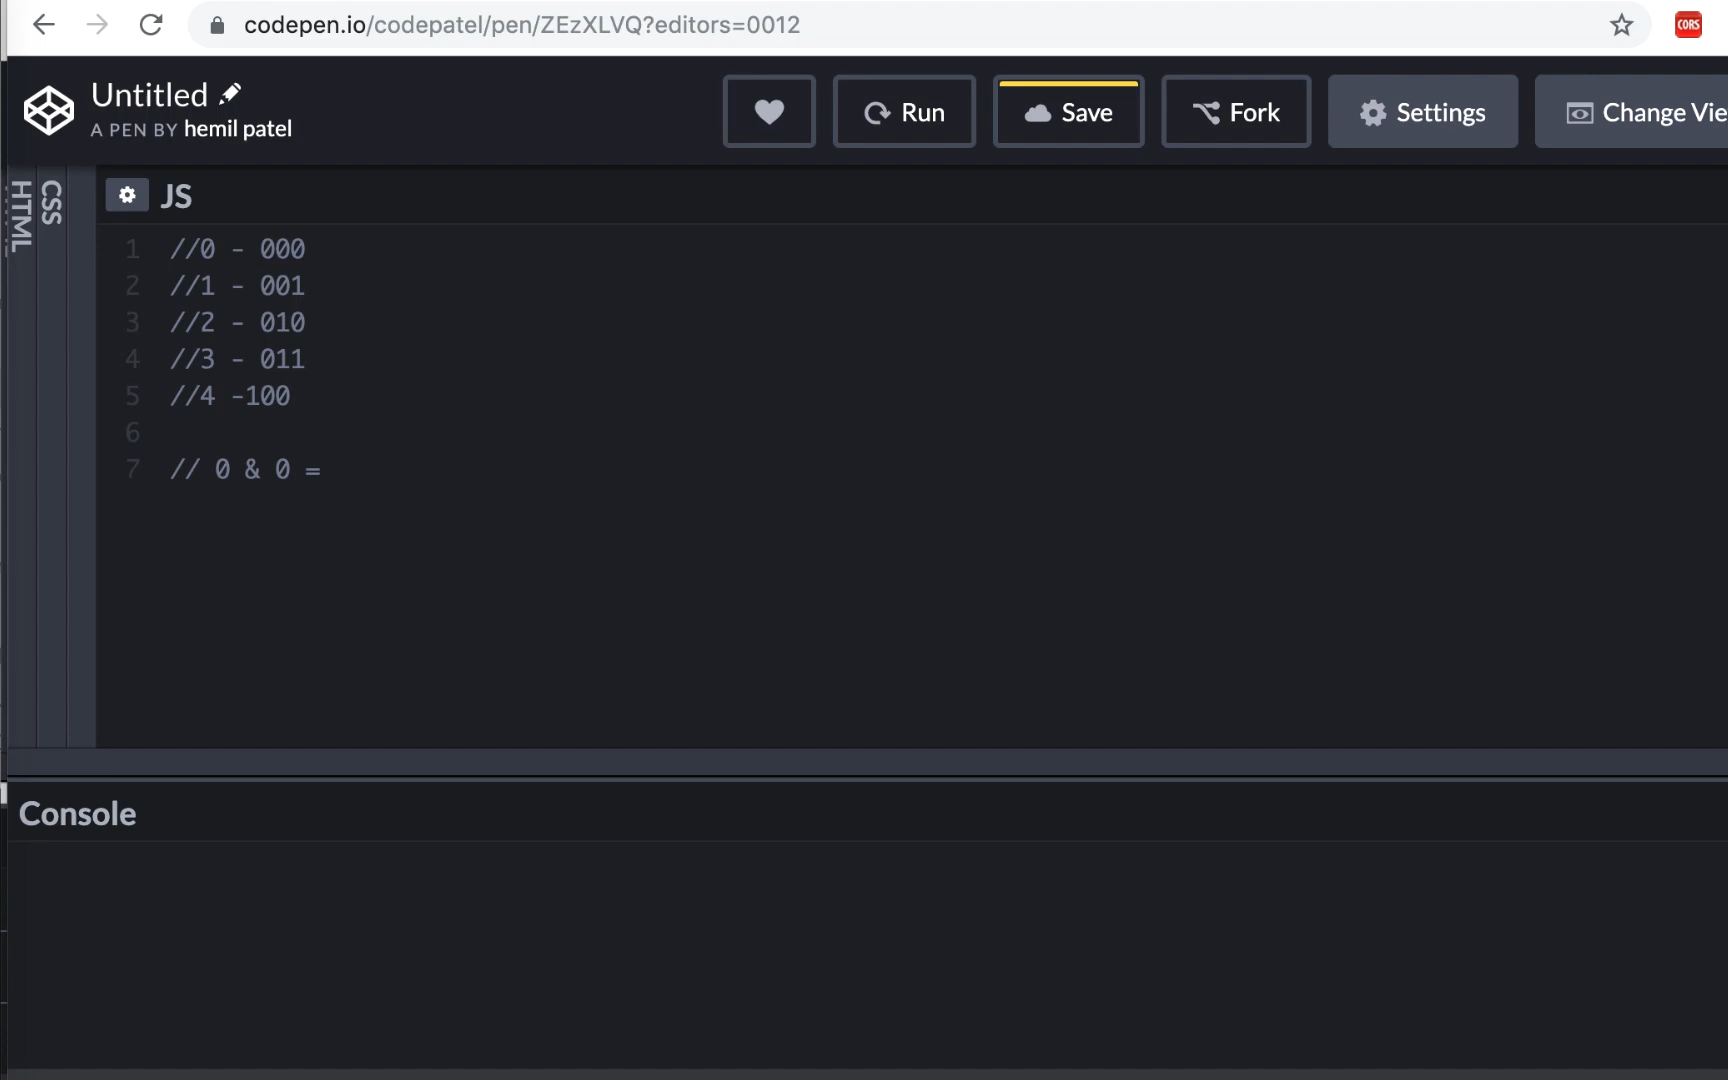 codepen.io/codepatel/pen/ZEzXLVQ?editors=0012
CORS
Untitled
A PEN BY hemil patel
Run
Save
Fork
Settings
Change Vie
HTML
CSS
JS
1 //0 - 000
2 //1 - 001
3 //2 - 010
4 //3 - 011
5 //4 -100
6
7 // 0 & 0 =
Console